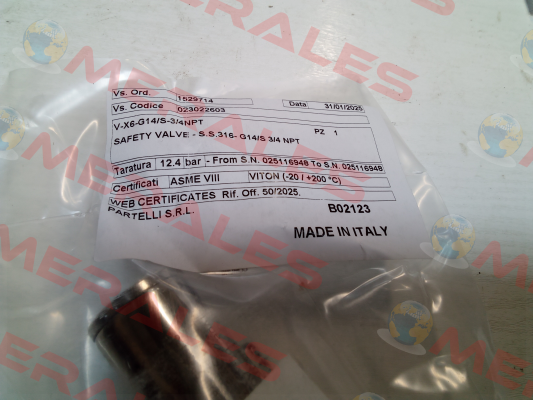 Vs. Ord. 1529714
Vs. Codice 023022603 Data 31/01/2025
V-X6-G14/S-3/4NPT
SAFETY VALVE - S.S.316- G14/S 3/4 NPT PZ 1
Taratura 12.4 bar - From S.N. 025116948 To S.N. 025116948
Certificati ASME VIII VITON (-20 / +200 °C)
WEB CERTIFICATES Rif. Off. 50/2025.
PARTELLI S.R.L. B02123
MADE IN ITALY
MERALES